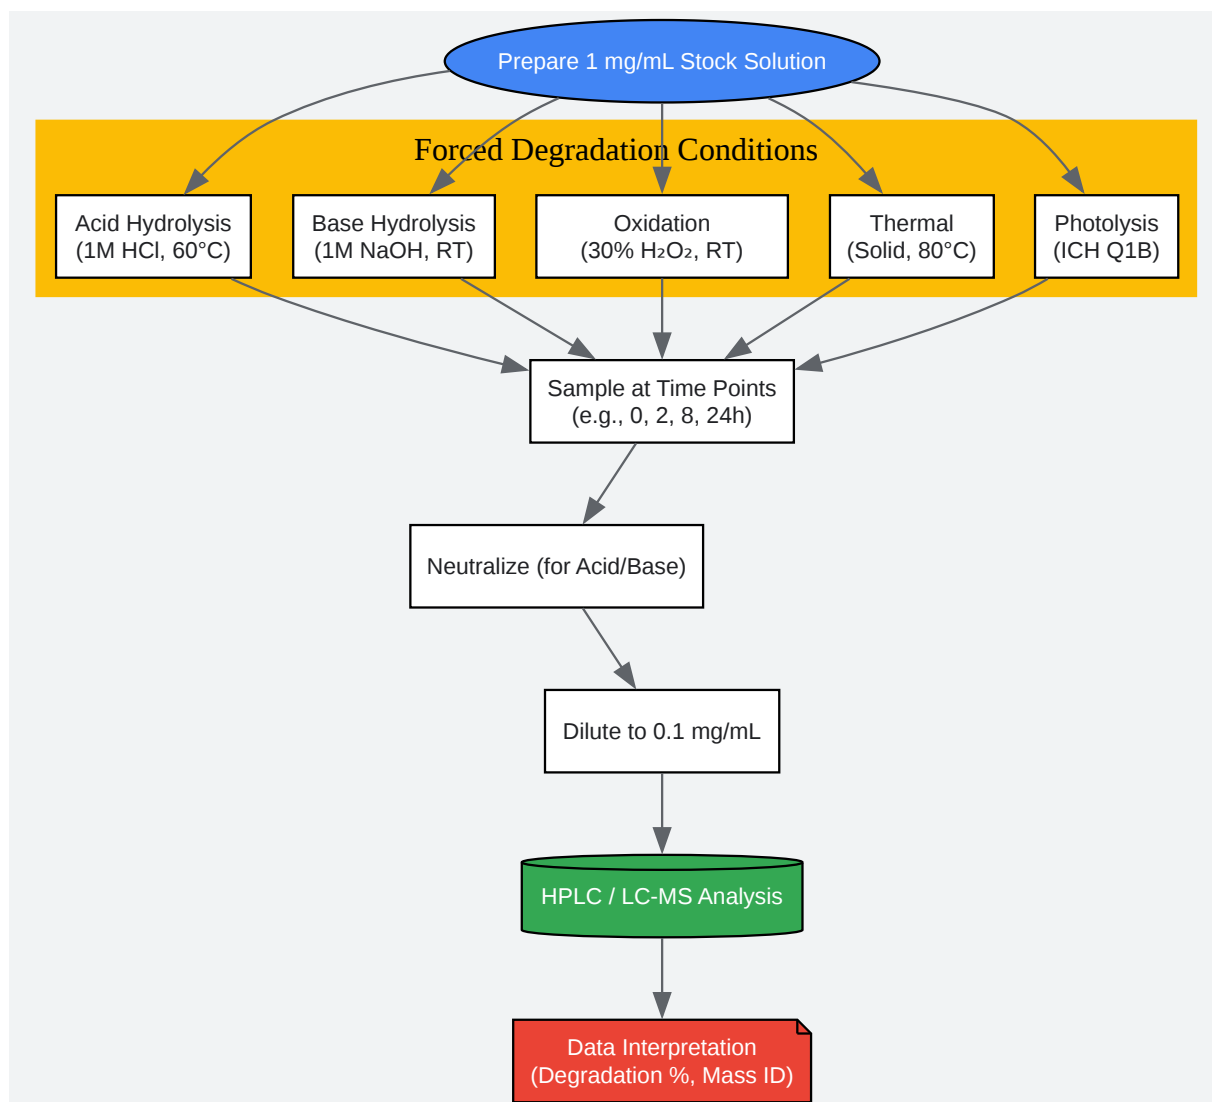 Prepare 1 mg/mL Stock Solution
Forced Degradation Conditions
Acid Hydrolysis
(1M HCl, 60°C)
Base Hydrolysis
(1M NaOH, RT)
Oxidation
(30% H₂O₂, RT)
Thermal
(Solid, 80°C)
Photolysis
(ICH Q1B)
Sample at Time Points
(e.g., 0, 2, 8, 24h)
Neutralize (for Acid/Base)
Dilute to 0.1 mg/mL
HPLC / LC-MS Analysis
Data Interpretation
(Degradation %, Mass ID)